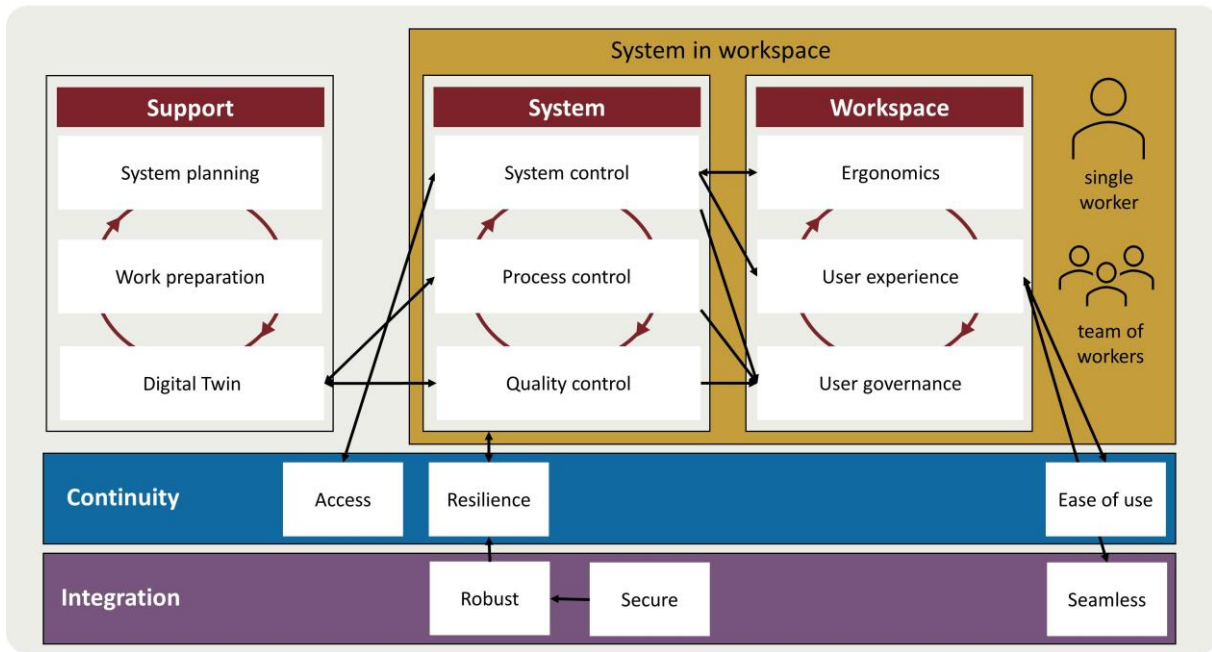 System in workspace
Support
System planning
Work preparation
Digital Twin
System
System control
Process control
Quality control
Workspace
Ergonomics
User experience
User governance
single
worker
team of
workers
Continuity
Access
Resilience
Ease of use
Integration
Robust
Secure
Seamless